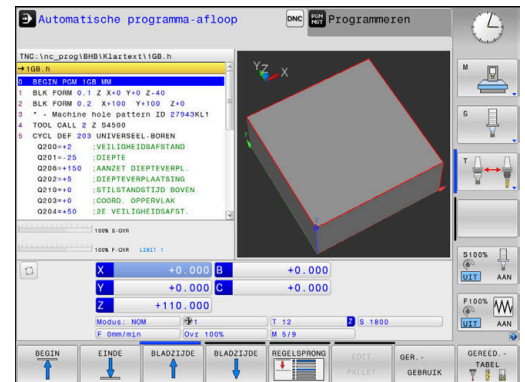 Automatische programma-afloop
DNC
PGM MGT
Programmeren
TNC:\nc_prog\BHB\Klartext\1GB.h
→1GB.h
0 BEGIN PGM 1GB MM
1 BLK FORM 0.1 Z X+0 Y+0 Z-40
2 BLK FORM 0.2 X+100 Y+100 Z+0
3 * - Machine hole pattern ID 27943KL1
4 TOOL CALL 2 Z S4500
5 CYCL DEF 203 UNIVERSEEL-BOREN
Q200=+2 ;VEILIGHEIDSAFSTAND
Q201=-25 ;DIEPTE
Q206=+150 ;AANZET DIEPTEVERPL.
Q202=+5 ;DIEPTEVERPLAATSING
Q210=+0 ;STILSTANDSTIJD BOVEN
Q203=+0 ;COORD. OPPERVLAK
Q204=+50 ;2E VEILIGHEIDSAFST.
100% S-OVR
100% F-OVR LIMIT 1
Y Z X
Z
X +0.000 B +0.000
Y +0.000 C +0.000
Z +110.000
Modus: NOM 1 T 12 Z S 1800
F 0mm/min Ovr 100% M 5/9
M
S
T
S100%
UIT AAN
F100%
UIT AAN
BEGIN
EINDE
BLADZIJDE
BLADZIJDE
REGELSPRONG
EDIT PALLET
GER.- GEBRUIK
GEREED.- TABEL